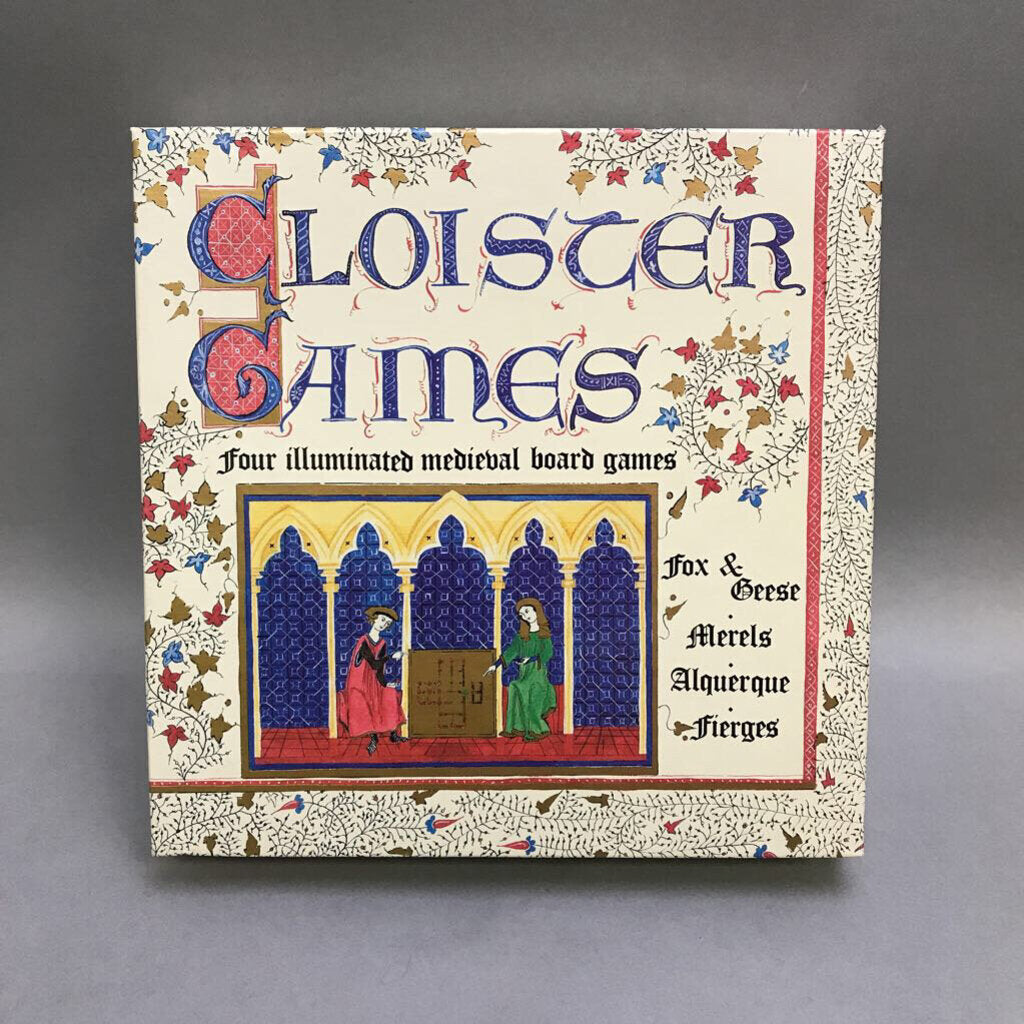 CLOISTER
GAMES
Four illuminated medieval board games
Fox &
Geese
Merels
Alquerque
Fierges